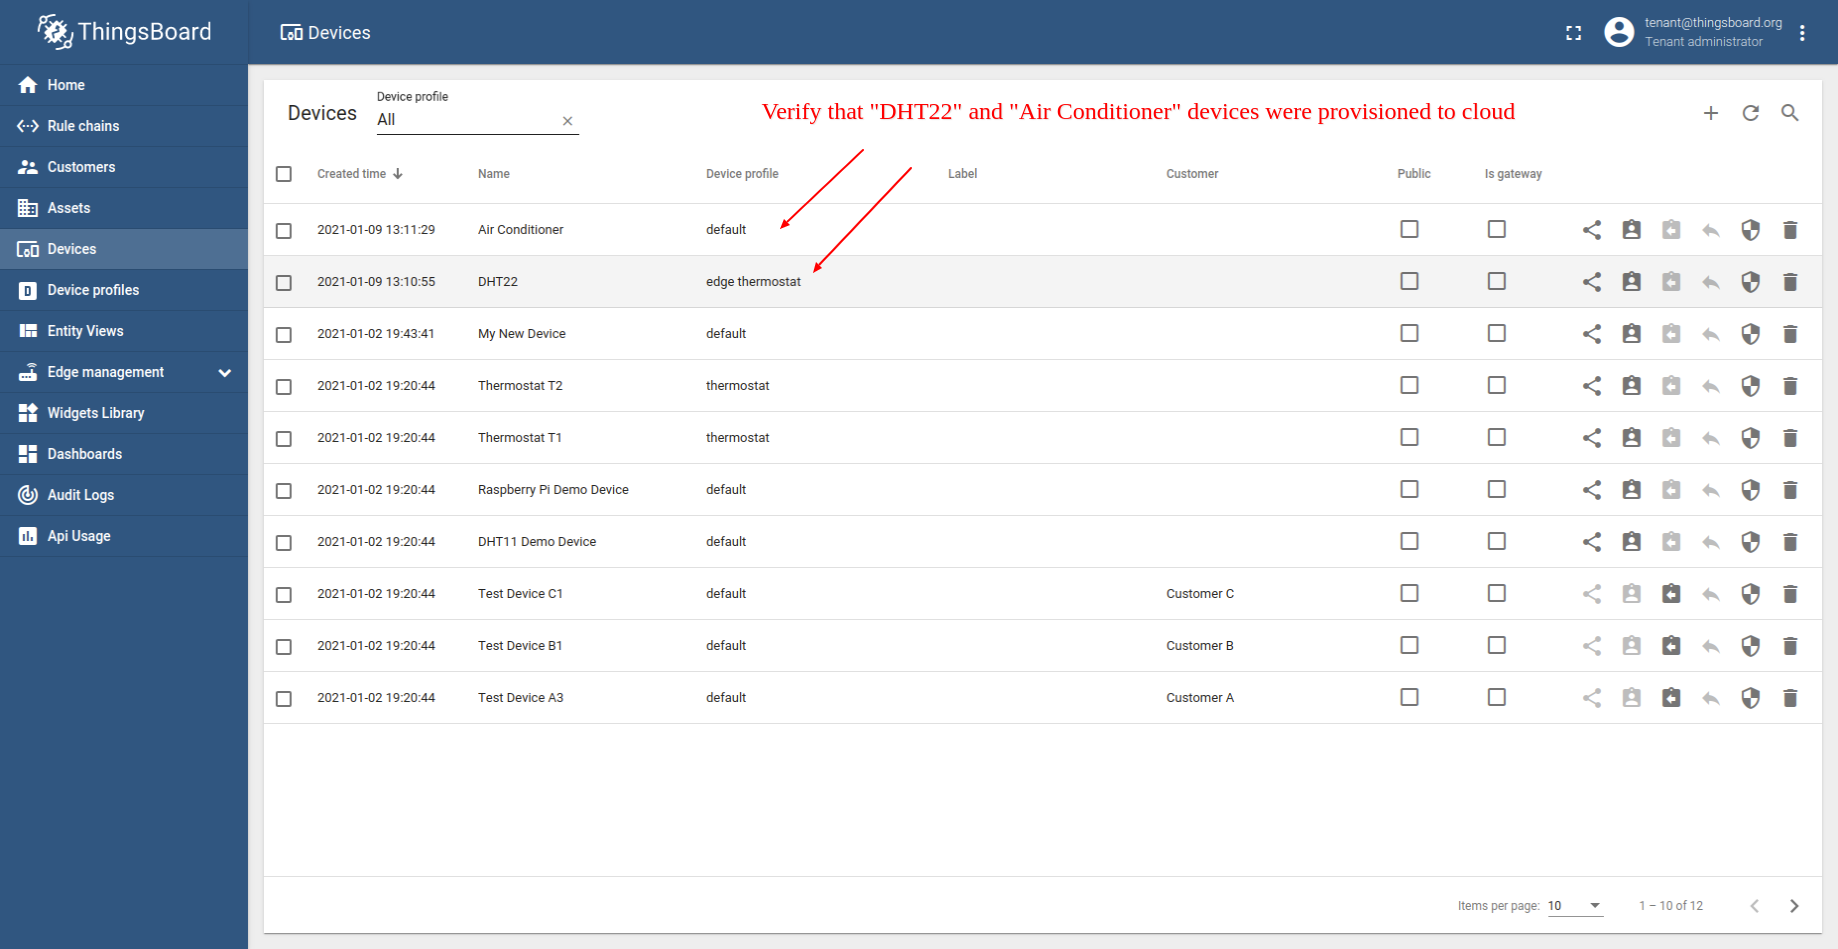 ThingsBoard
Devices
tenant@thingsboard.org
Tenant administrator
Home
Rule chains
Customers
Assets
Devices
Device profiles
Entity Views
Edge management
Widgets Library
Dashboards
Audit Logs
Api Usage
Devices
Device profile
All
Verify that "DHT22" and "Air Conditioner" devices were provisioned to cloud
Created time Name Device profile Label Customer Public Is gateway
2021-01-09 13:11:29 Air Conditioner default
2021-01-09 13:10:55 DHT22 edge thermostat
2021-01-02 19:43:41 My New Device default
2021-01-02 19:20:44 Thermostat T2 thermostat
2021-01-02 19:20:44 Thermostat T1 thermostat
2021-01-02 19:20:44 Raspberry Pi Demo Device default
2021-01-02 19:20:44 DHT11 Demo Device default
2021-01-02 19:20:44 Test Device C1 default Customer C
2021-01-02 19:20:44 Test Device B1 default Customer B
2021-01-02 19:20:44 Test Device A3 default Customer A
Items per page: 10 1 – 10 of 12